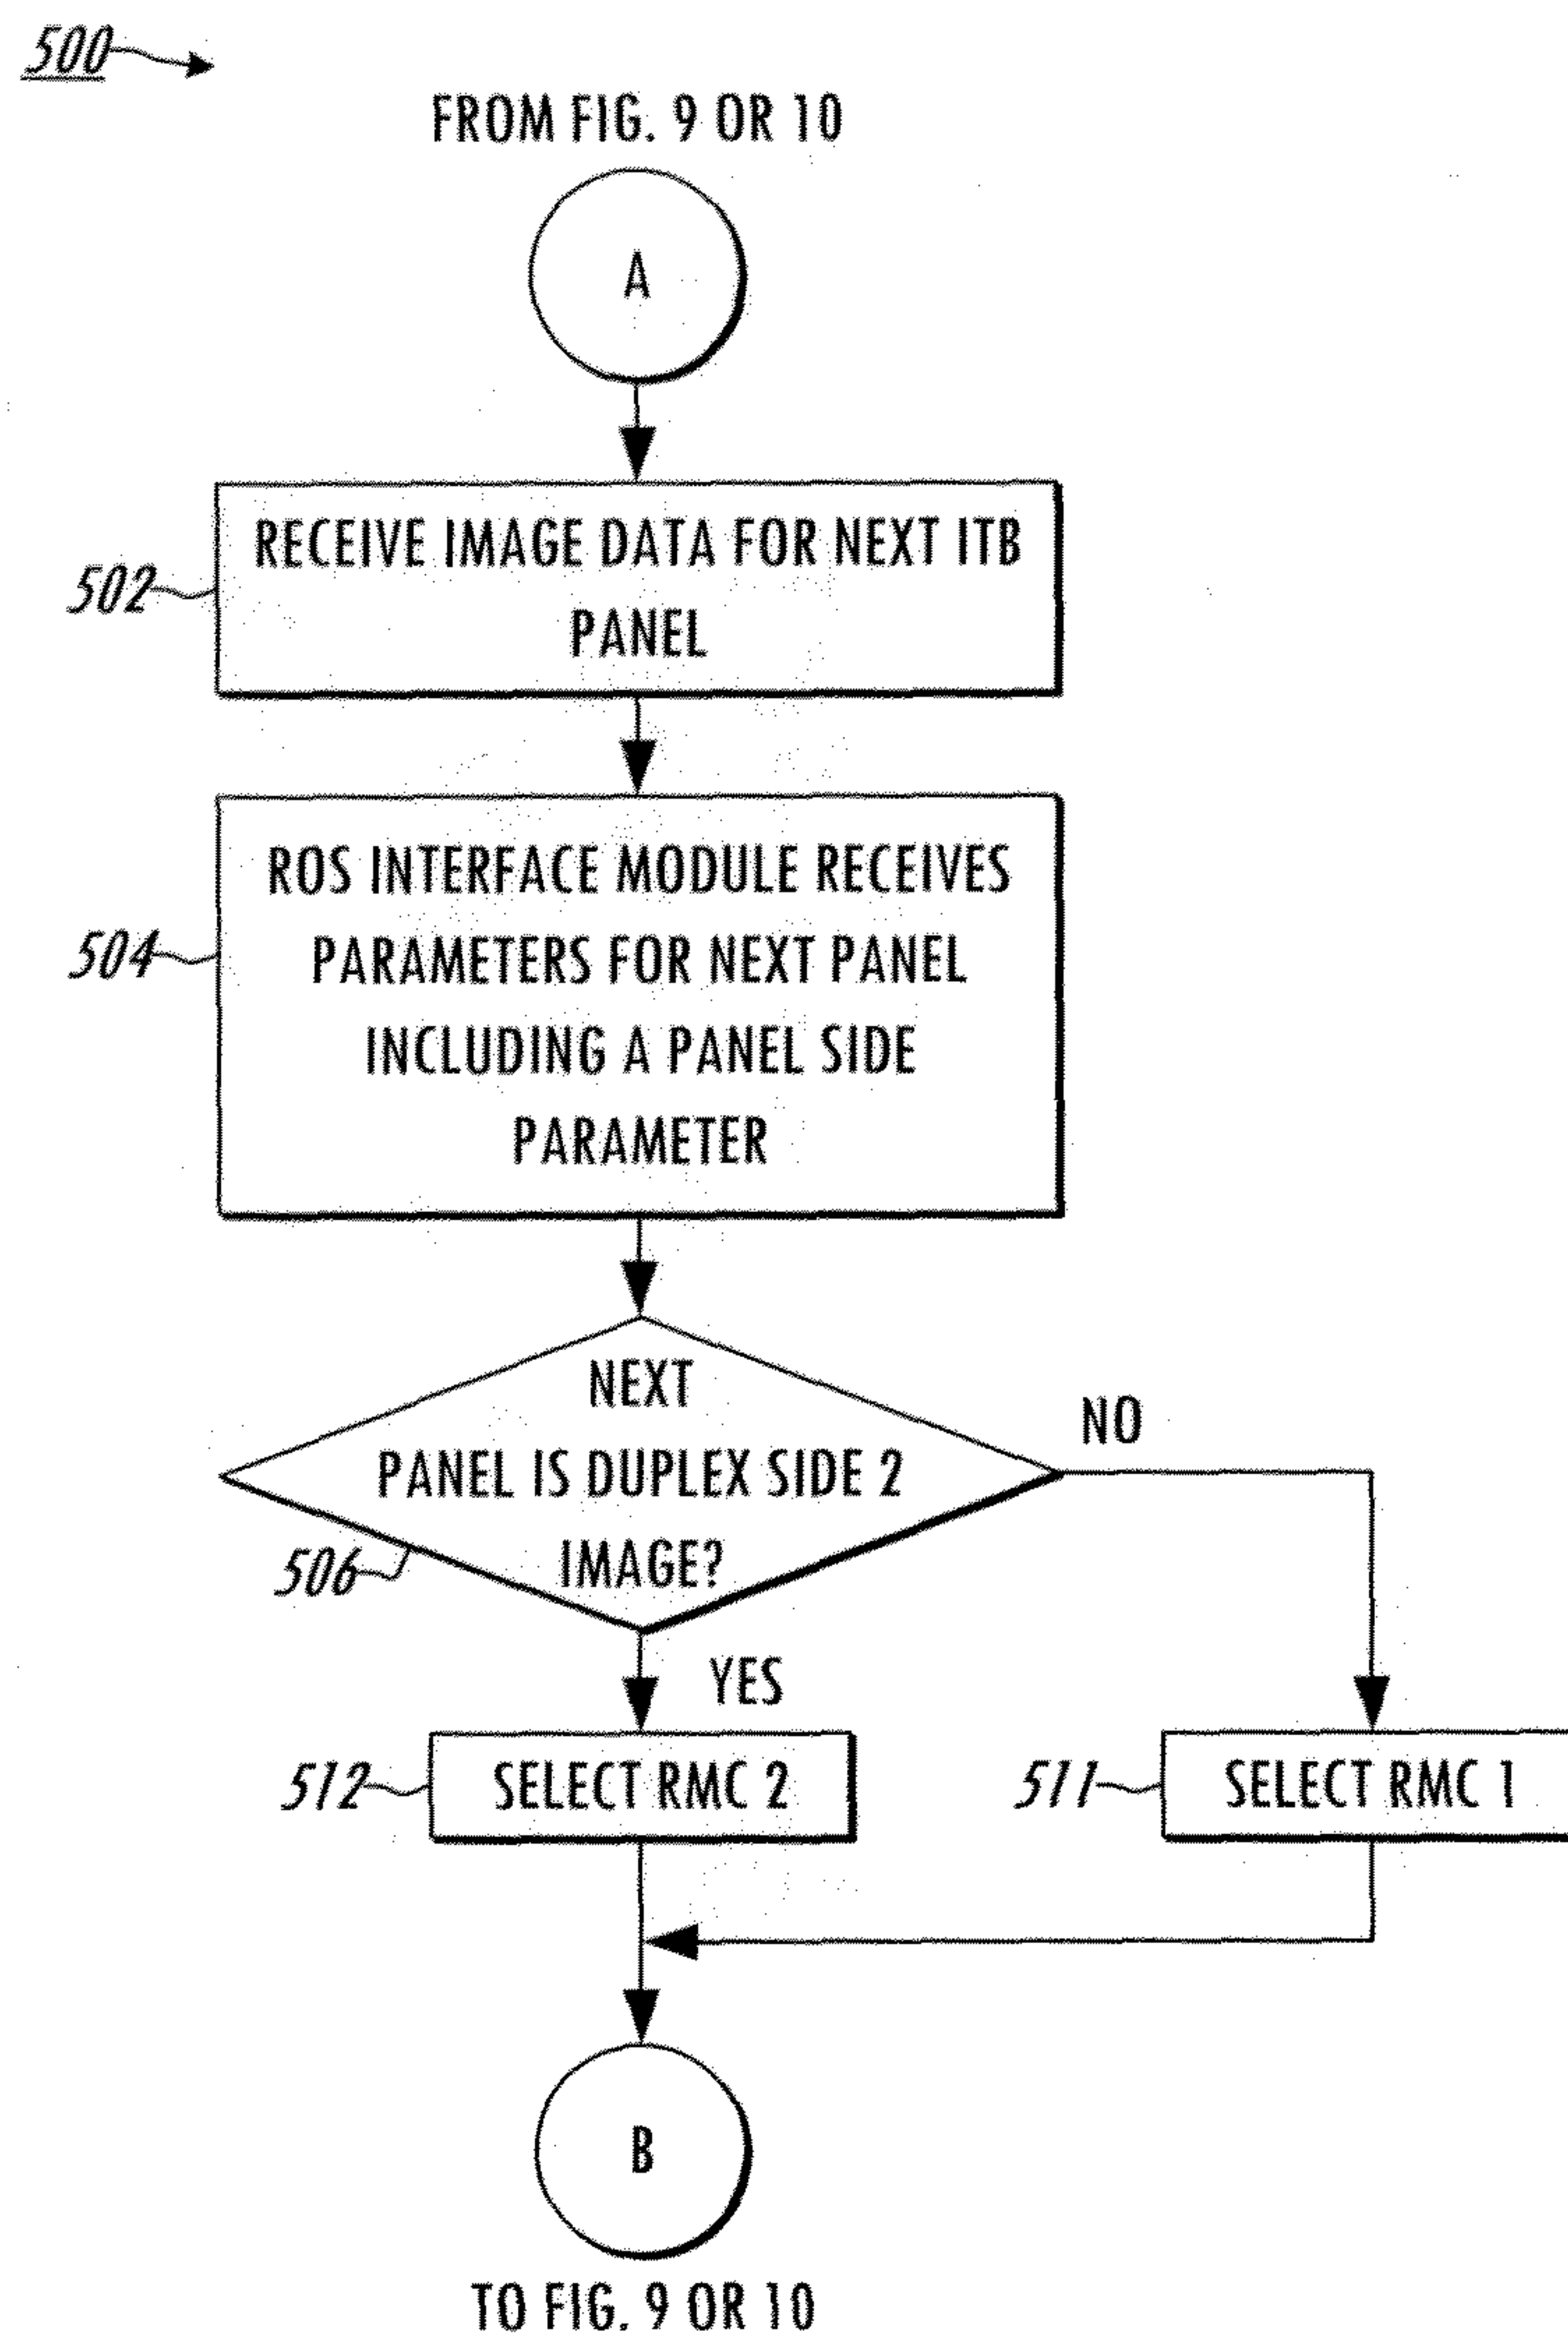 500
FROM FIG. 9 OR 10
A
RECEIVE IMAGE DATA FOR NEXT ITB
PANEL
502
ROS INTERFACE MODULE RECEIVES
PARAMETERS FOR NEXT PANEL
INCLUDING A PANEL SIDE
PARAMETER
504
NEXT
PANEL IS DUPLEX SIDE 2
IMAGE?
506
NO
YES
512
SELECT RMC 2
511
SELECT RMC 1
B
TO FIG. 9 OR 10